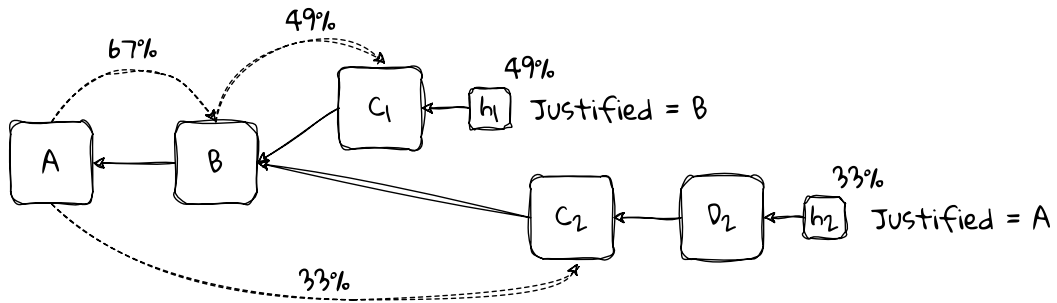 49%
67%
49%
C1
h1
Justified = B
A
B
33%
C2
D2
h2
Justified = A
33%